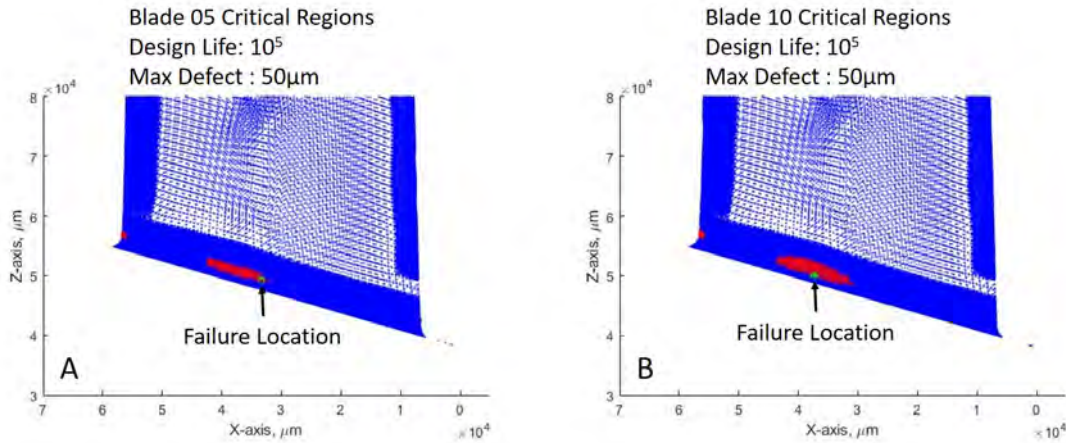 Blade 05 Critical Regions
Design Life: 10⁵
Max Defect : 50µm
×10⁴
8
7
6
5
4
3
Z-axis, µm
Failure Location
A
7
6
5
4
3
2
1
0
X-axis, µm
×10⁴
Blade 10 Critical Regions
Design Life: 10⁵
Max Defect : 50µm
×10⁴
8
7
6
5
4
3
Z-axis, µm
Failure Location
B
7
6
5
4
3
2
1
0
X-axis, µm
×10⁴